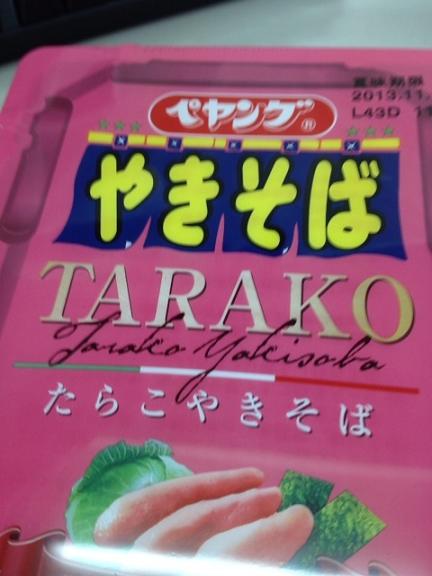 賞味期限
2013.11.
L43D 11
ペヤング®
やきそば
TARAKO
Tarako Yakisoba
たらこやきそば